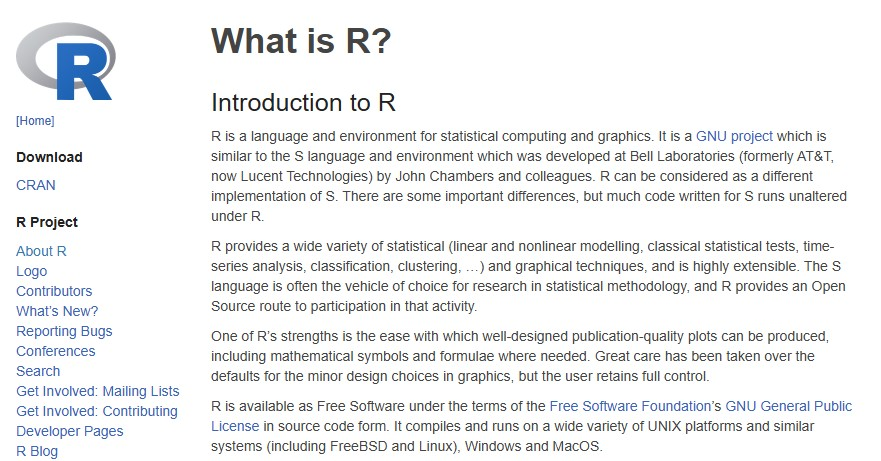 R
[Home]
Download
CRAN
R Project
About R
Logo
Contributors
What's New?
Reporting Bugs
Conferences
Search
Get Involved: Mailing Lists
Get Involved: Contributing
Developer Pages
R Blog
What is R?
Introduction to R
R is a language and environment for statistical computing and graphics. It is a GNU project which is
similar to the S language and environment which was developed at Bell Laboratories (formerly AT&T,
now Lucent Technologies) by John Chambers and colleagues. R can be considered as a different
implementation of S. There are some important differences, but much code written for S runs unaltered
under R.
R provides a wide variety of statistical (linear and nonlinear modelling, classical statistical tests, time-
series analysis, classification, clustering, …) and graphical techniques, and is highly extensible. The S
language is often the vehicle of choice for research in statistical methodology, and R provides an Open
Source route to participation in that activity.
One of R's strengths is the ease with which well-designed publication-quality plots can be produced,
including mathematical symbols and formulae where needed. Great care has been taken over the
defaults for the minor design choices in graphics, but the user retains full control.
R is available as Free Software under the terms of the Free Software Foundation's GNU General Public
License in source code form. It compiles and runs on a wide variety of UNIX platforms and similar
systems (including FreeBSD and Linux), Windows and MacOS.